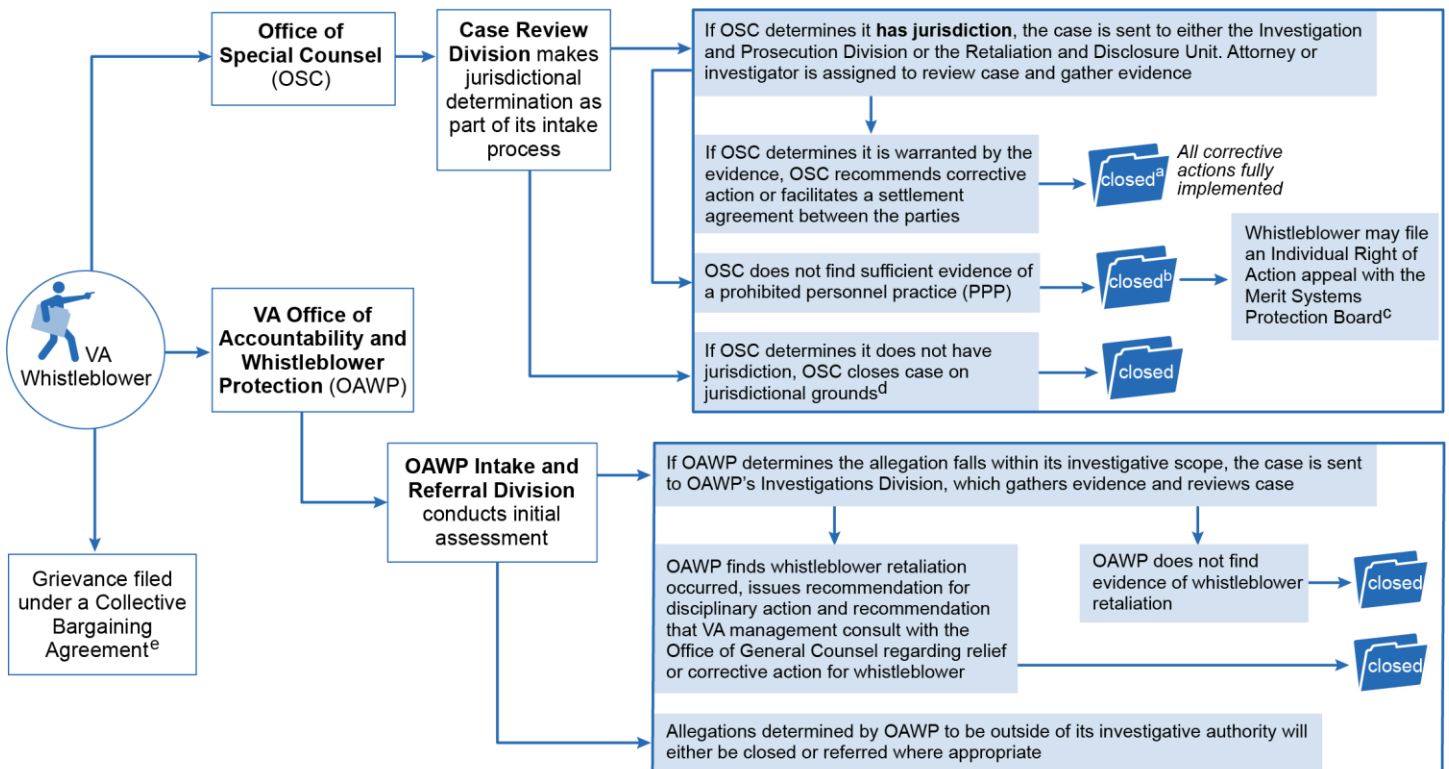 Office of
Special Counsel
(OSC)
Case Review
Division makes
jurisdictional
determination as
part of its intake
process
If OSC determines it has jurisdiction, the case is sent to either the Investigation
and Prosecution Division or the Retaliation and Disclosure Unit. Attorney or
investigator is assigned to review case and gather evidence
If OSC determines it is warranted by the
evidence, OSC recommends corrective
action or facilitates a settlement
agreement between the parties
closedᵃ
All corrective
actions fully
implemented
OSC does not find sufficient evidence of
a prohibited personnel practice (PPP)
closedᵇ
Whistleblower may file
an Individual Right of
Action appeal with the
Merit Systems
Protection Boardᶜ
If OSC determines it does not have
jurisdiction, OSC closes case on
jurisdictional groundsᵈ
closed
VA
Whistleblower
VA Office of
Accountability and
Whistleblower
Protection (OAWP)
OAWP Intake and
Referral Division
conducts initial
assessment
If OAWP determines the allegation falls within its investigative scope, the case is sent
to OAWP’s Investigations Division, which gathers evidence and reviews case
OAWP finds whistleblower retaliation
occurred, issues recommendation for
disciplinary action and recommendation
that VA management consult with the
Office of General Counsel regarding relief
or corrective action for whistleblower
closed
OAWP does not find
evidence of whistleblower
retaliation
closed
Allegations determined by OAWP to be outside of its investigative authority will
either be closed or referred where appropriate
Grievance filed
under a Collective
Bargaining
Agreementᵉ